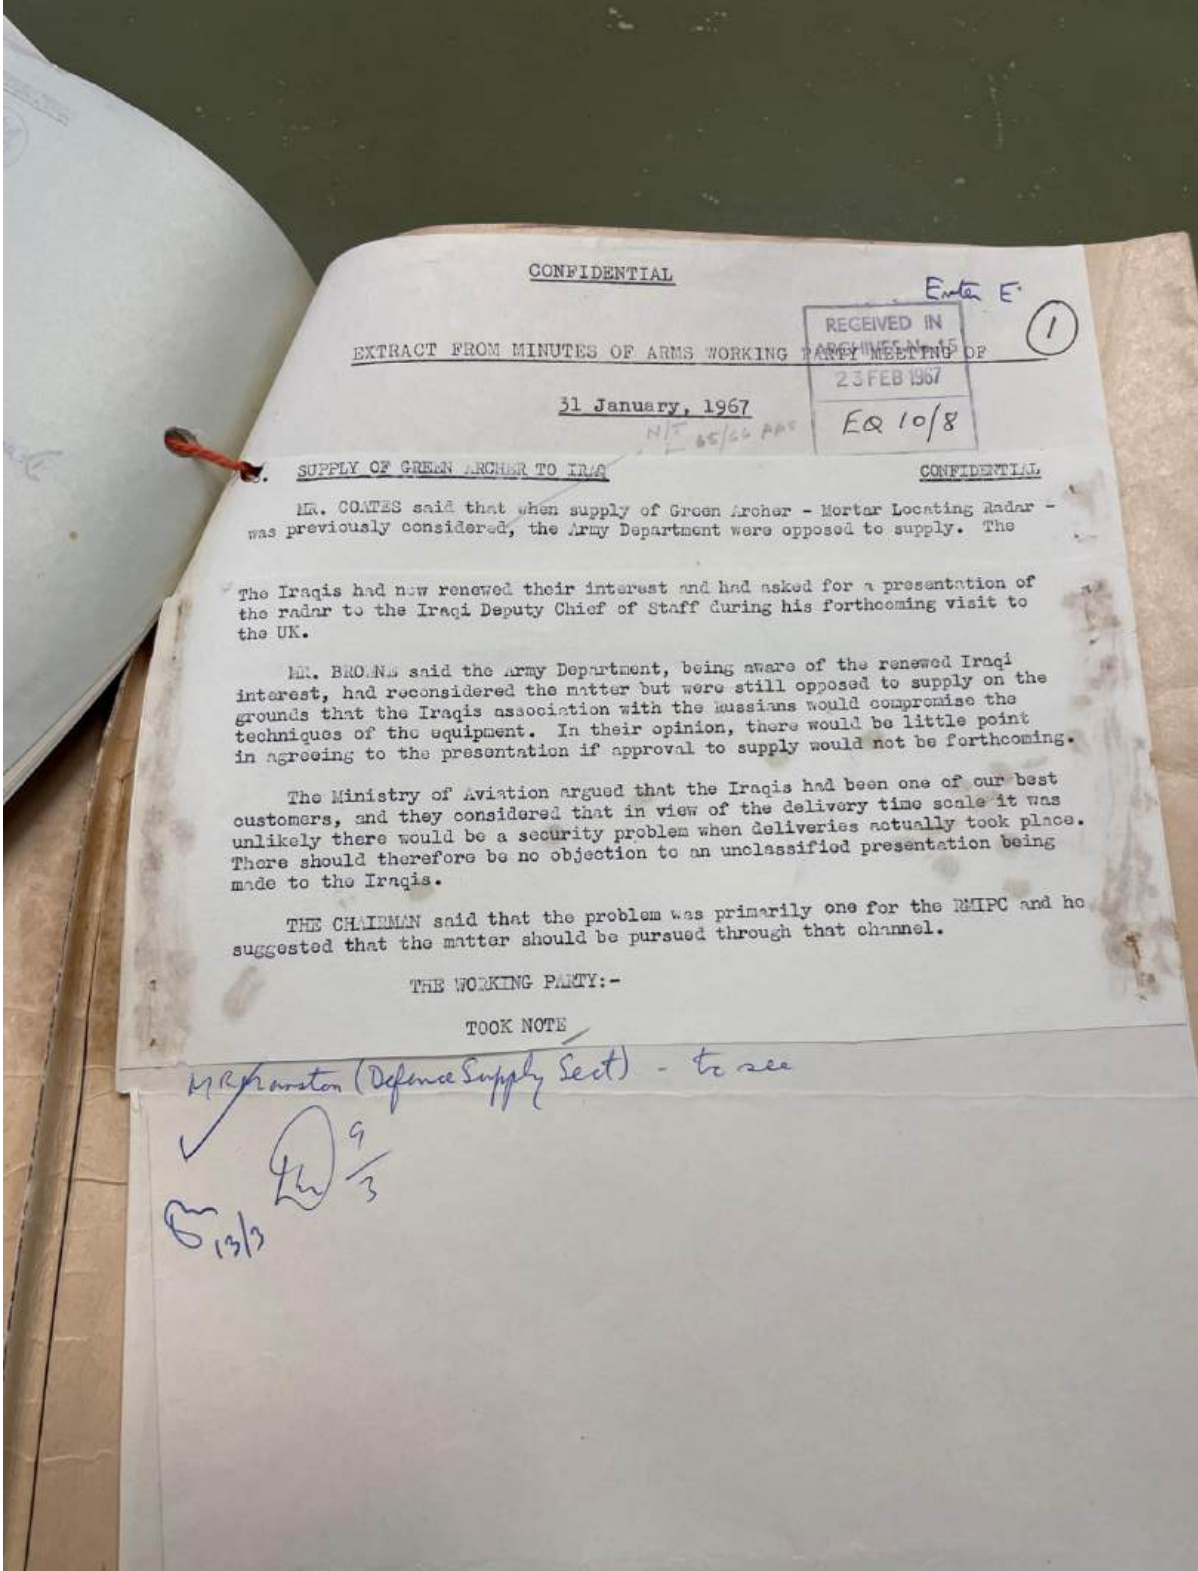 CONFIDENTIAL
Enter E
1
RECEIVED IN
ARCHIVES No.15
23 FEB 1967
EQ 10/8
EXTRACT FROM MINUTES OF ARMS WORKING PARTY MEETING OF
31 January, 1967
N/I 65/66
SUPPLY OF GREEN ARCHER TO IRAQ CONFIDENTIAL
MR. COATES said that when supply of Green Archer - Mortar Locating Radar -
was previously considered, the Army Department were opposed to supply. The
The Iraqis had now renewed their interest and had asked for a presentation of
the radar to the Iraqi Deputy Chief of Staff during his forthcoming visit to
the UK.
MR. BROWNE said the Army Department, being aware of the renewed Iraqi
interest, had reconsidered the matter but were still opposed to supply on the
grounds that the Iraqis association with the Russians would compromise the
techniques of the equipment. In their opinion, there would be little point
in agreeing to the presentation if approval to supply would not be forthcoming.
The Ministry of Aviation argued that the Iraqis had been one of our best
customers, and they considered that in view of the delivery time scale it was
unlikely there would be a security problem when deliveries actually took place.
There should therefore be no objection to an unclassified presentation being
made to the Iraqis.
THE CHAIRMAN said that the problem was primarily one for the RMIPC and he
suggested that the matter should be pursued through that channel.
THE WORKING PARTY:-
TOOK NOTE
(Defence Supply Sect) - to see
9/3
13/3